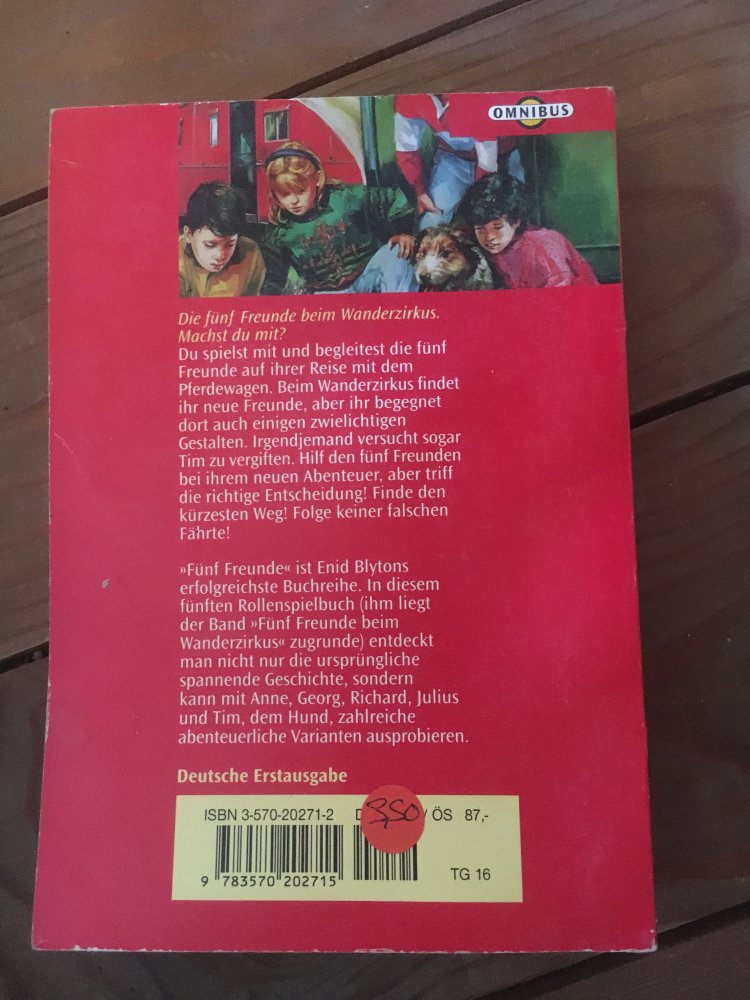 OMNIBUS
Die fünf Freunde beim Wanderzirkus.
Machst du mit?
Du spielst mit und begleitest die fünf
Freunde auf ihrer Reise mit dem
Pferdewagen. Beim Wanderzirkus findet
ihr neue Freunde, aber ihr begegnet
dort auch einigen zwielichtigen
Gestalten. Irgendjemand versucht sogar
Tim zu vergiften. Hilf den fünf Freunden
bei ihrem neuen Abenteuer, aber triff
die richtige Entscheidung! Finde den
kürzesten Weg! Folge keiner falschen
Fährte!
»Fünf Freunde« ist Enid Blytons
erfolgreichste Buchreihe. In diesem
fünften Rollenspielbuch (ihm liegt
der Band »Fünf Freunde beim
Wanderzirkus« zugrunde) entdeckt
man nicht nur die ursprüngliche
spannende Geschichte, sondern
kann mit Anne, Georg, Richard, Julius
und Tim, dem Hund, zahlreiche
abenteuerliche Varianten ausprobieren.
Deutsche Erstausgabe
ISBN 3-570-20271-2 D 3,50 / ÖS 87,-
9 783570 202715 TG 16